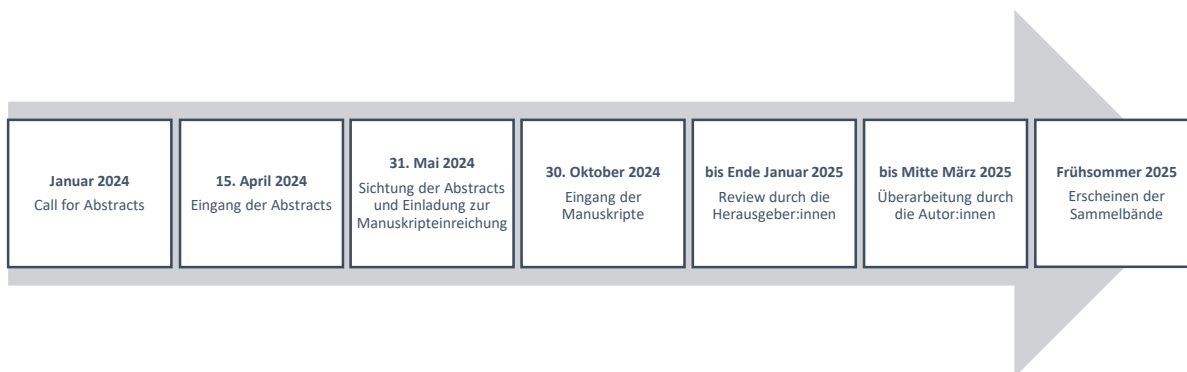 Januar 2024
Call for Abstracts
15. April 2024
Eingang der Abstracts
31. Mai 2024
Sichtung der Abstracts
und Einladung zur
Manuskripteinreichung
30. Oktober 2024
Eingang der
Manuskripte
bis Ende Januar 2025
Review durch die
Herausgeber:innen
bis Mitte März 2025
Überarbeitung durch
die Autor:innen
Frühsommer 2025
Erscheinen der
Sammelbände